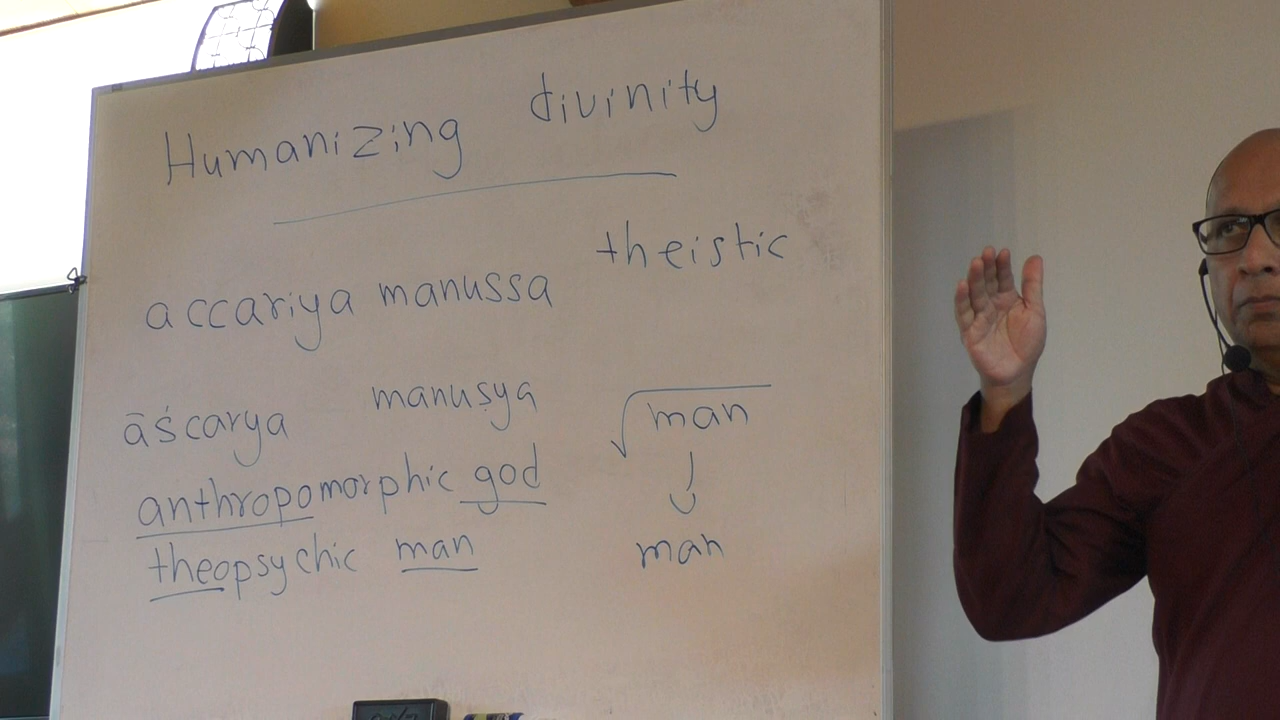 Humanizing divinity
theistic
accariya manussa
āścarya manuṣya √man
anthropomorphic god
theopsychic man man